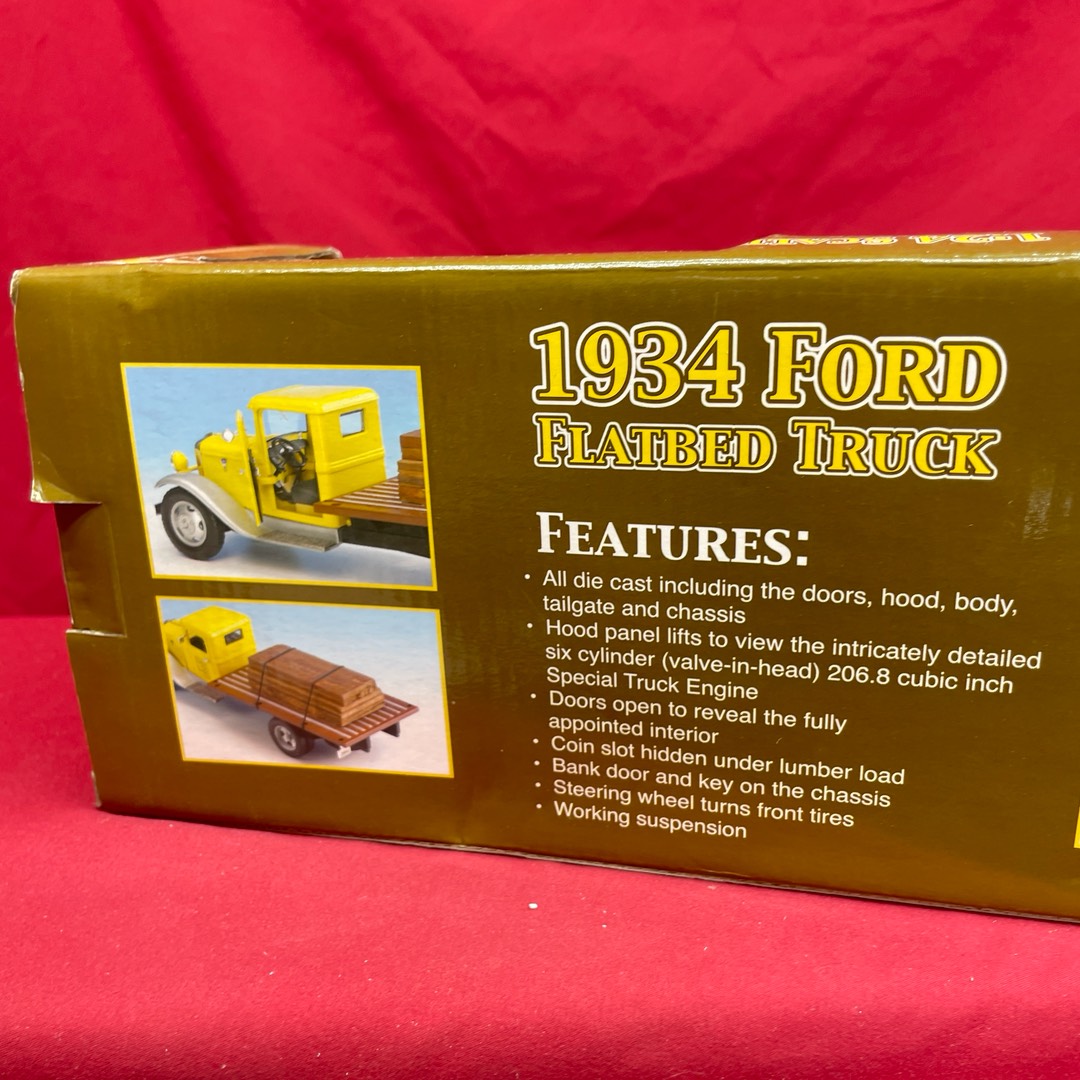 1934 FORD
FLATBED TRUCK
FEATURES:
• All die cast including the doors, hood, body,
tailgate and chassis
• Hood panel lifts to view the intricately detailed
six cylinder (valve-in-head) 206.8 cubic inch
Special Truck Engine
• Doors open to reveal the fully
appointed interior
• Coin slot hidden under lumber load
• Bank door and key on the chassis
• Steering wheel turns front tires
• Working suspension